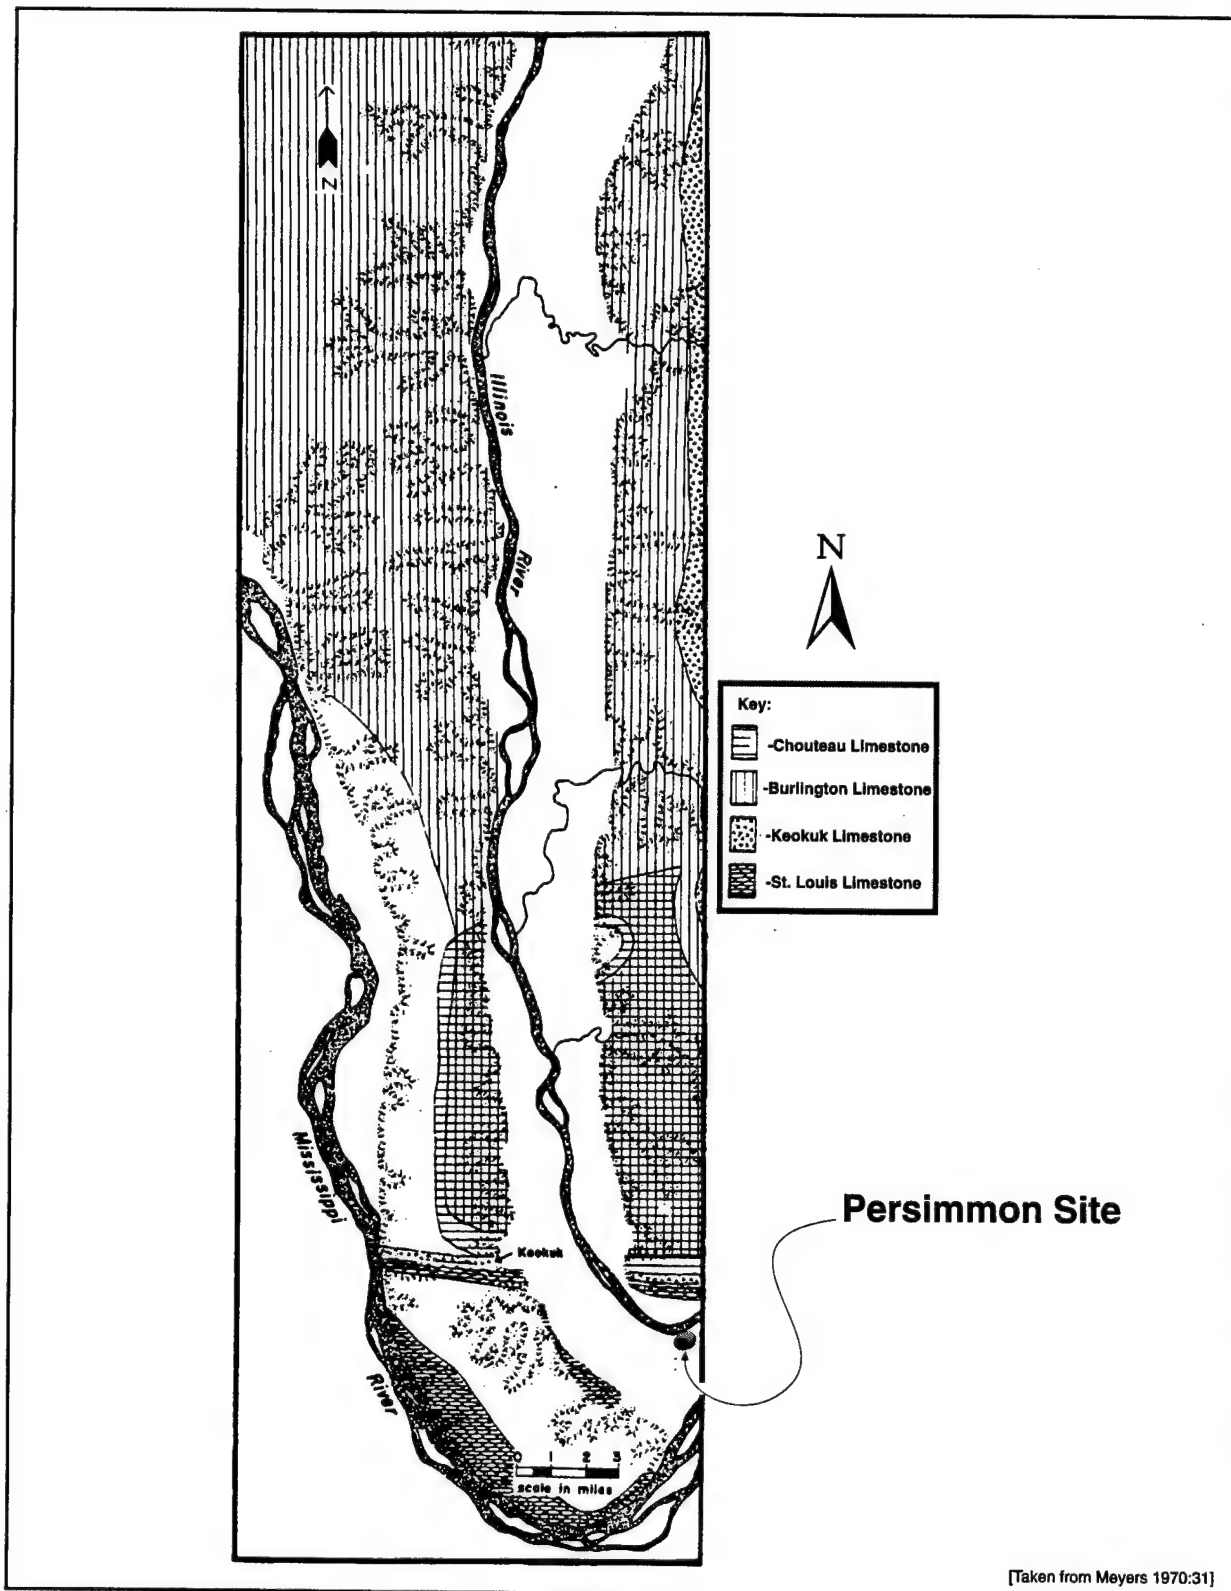 N
Illinois
River
N
Key:
-Chouteau Limestone
-Burlington Limestone
-Keokuk Limestone
-St. Louis Limestone
Mississippi
Persimmon Site
Keokuk
River
0 1 2 3
scale in miles
[Taken from Meyers 1970:31]